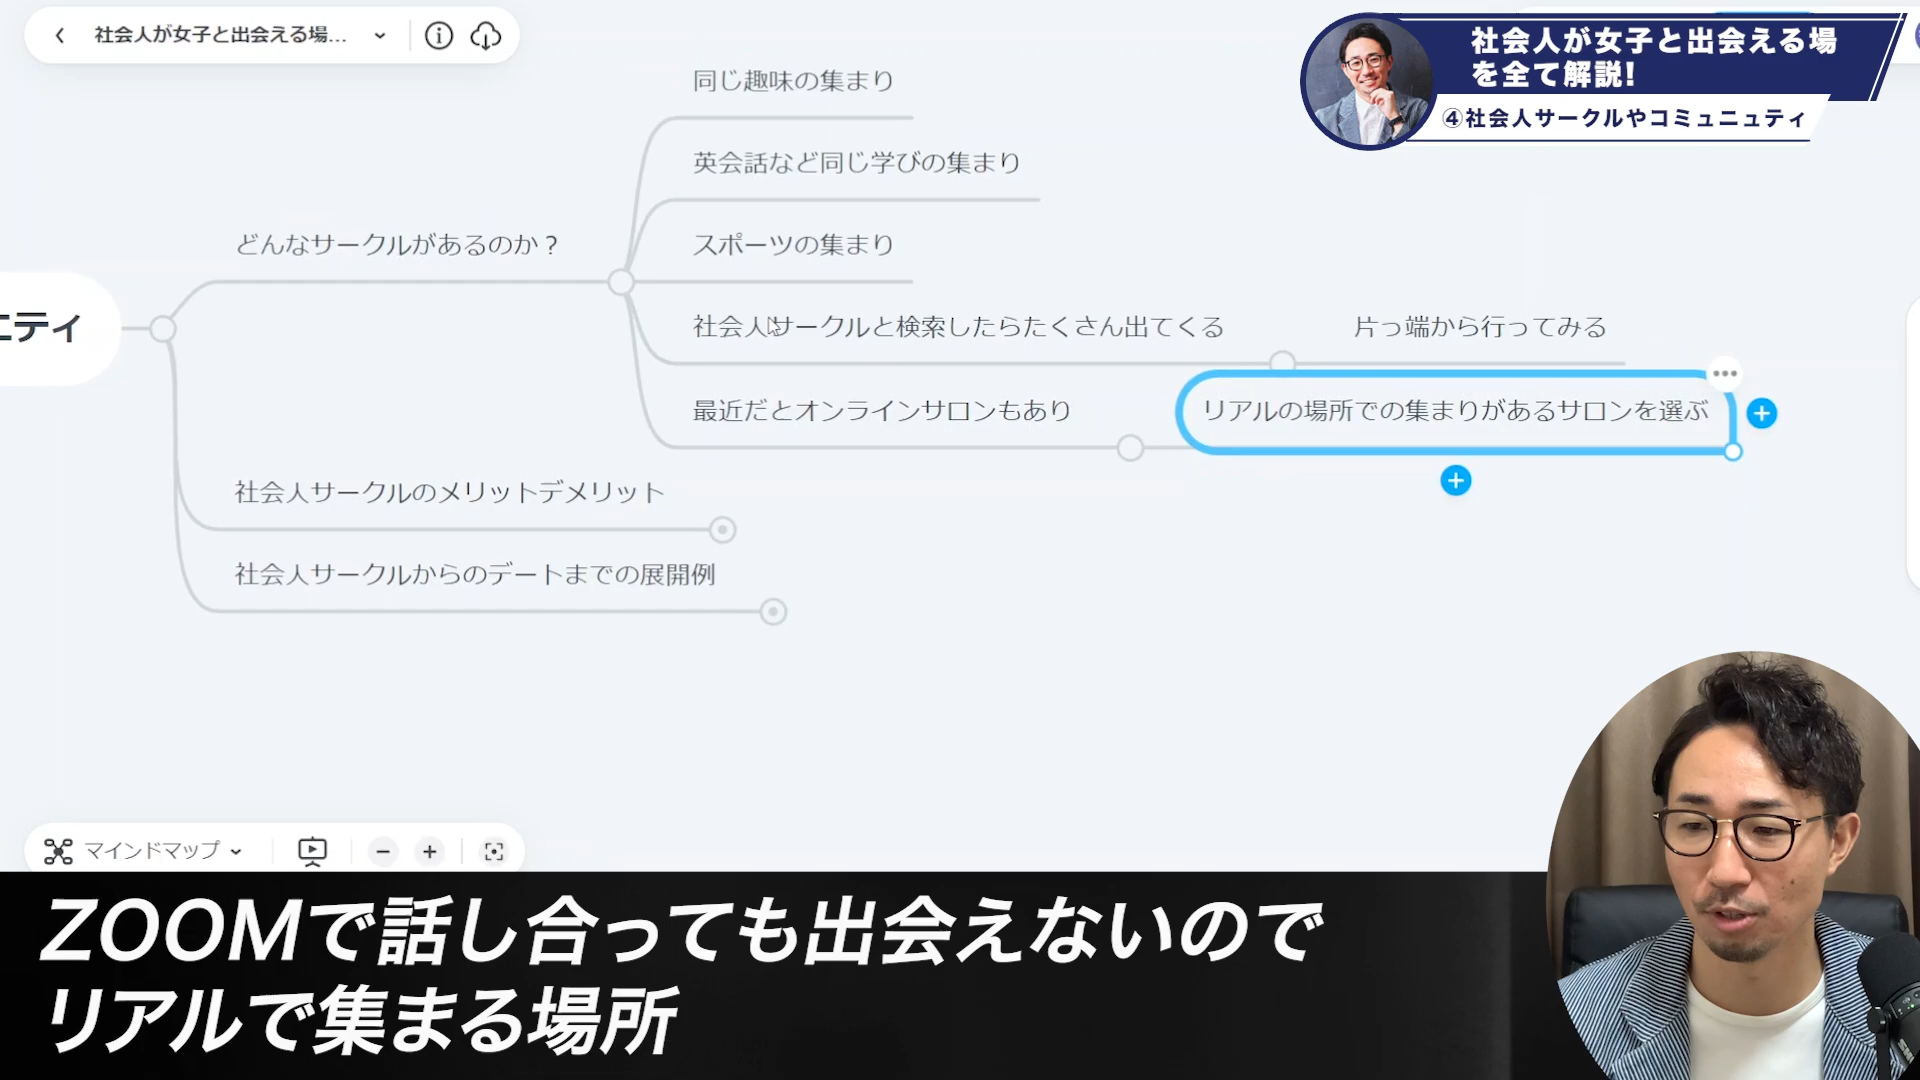 社会人が女子と出会える場...
社会人が女子と出会える場
を全て解説!
④社会人サークルやコミュニュティ
同じ趣味の集まり
英会話など同じ学びの集まり
どんなサークルがあるのか？
スポーツの集まり
ニティ
社会人サークルと検索したらたくさん出てくる
片っ端から行ってみる
最近だとオンラインサロンもあり
リアルの場所での集まりがあるサロンを選ぶ
社会人サークルのメリットデメリット
社会人サークルからのデートまでの展開例
マインドマップ
ZOOMで話し合っても出会えないので
リアルで集まる場所